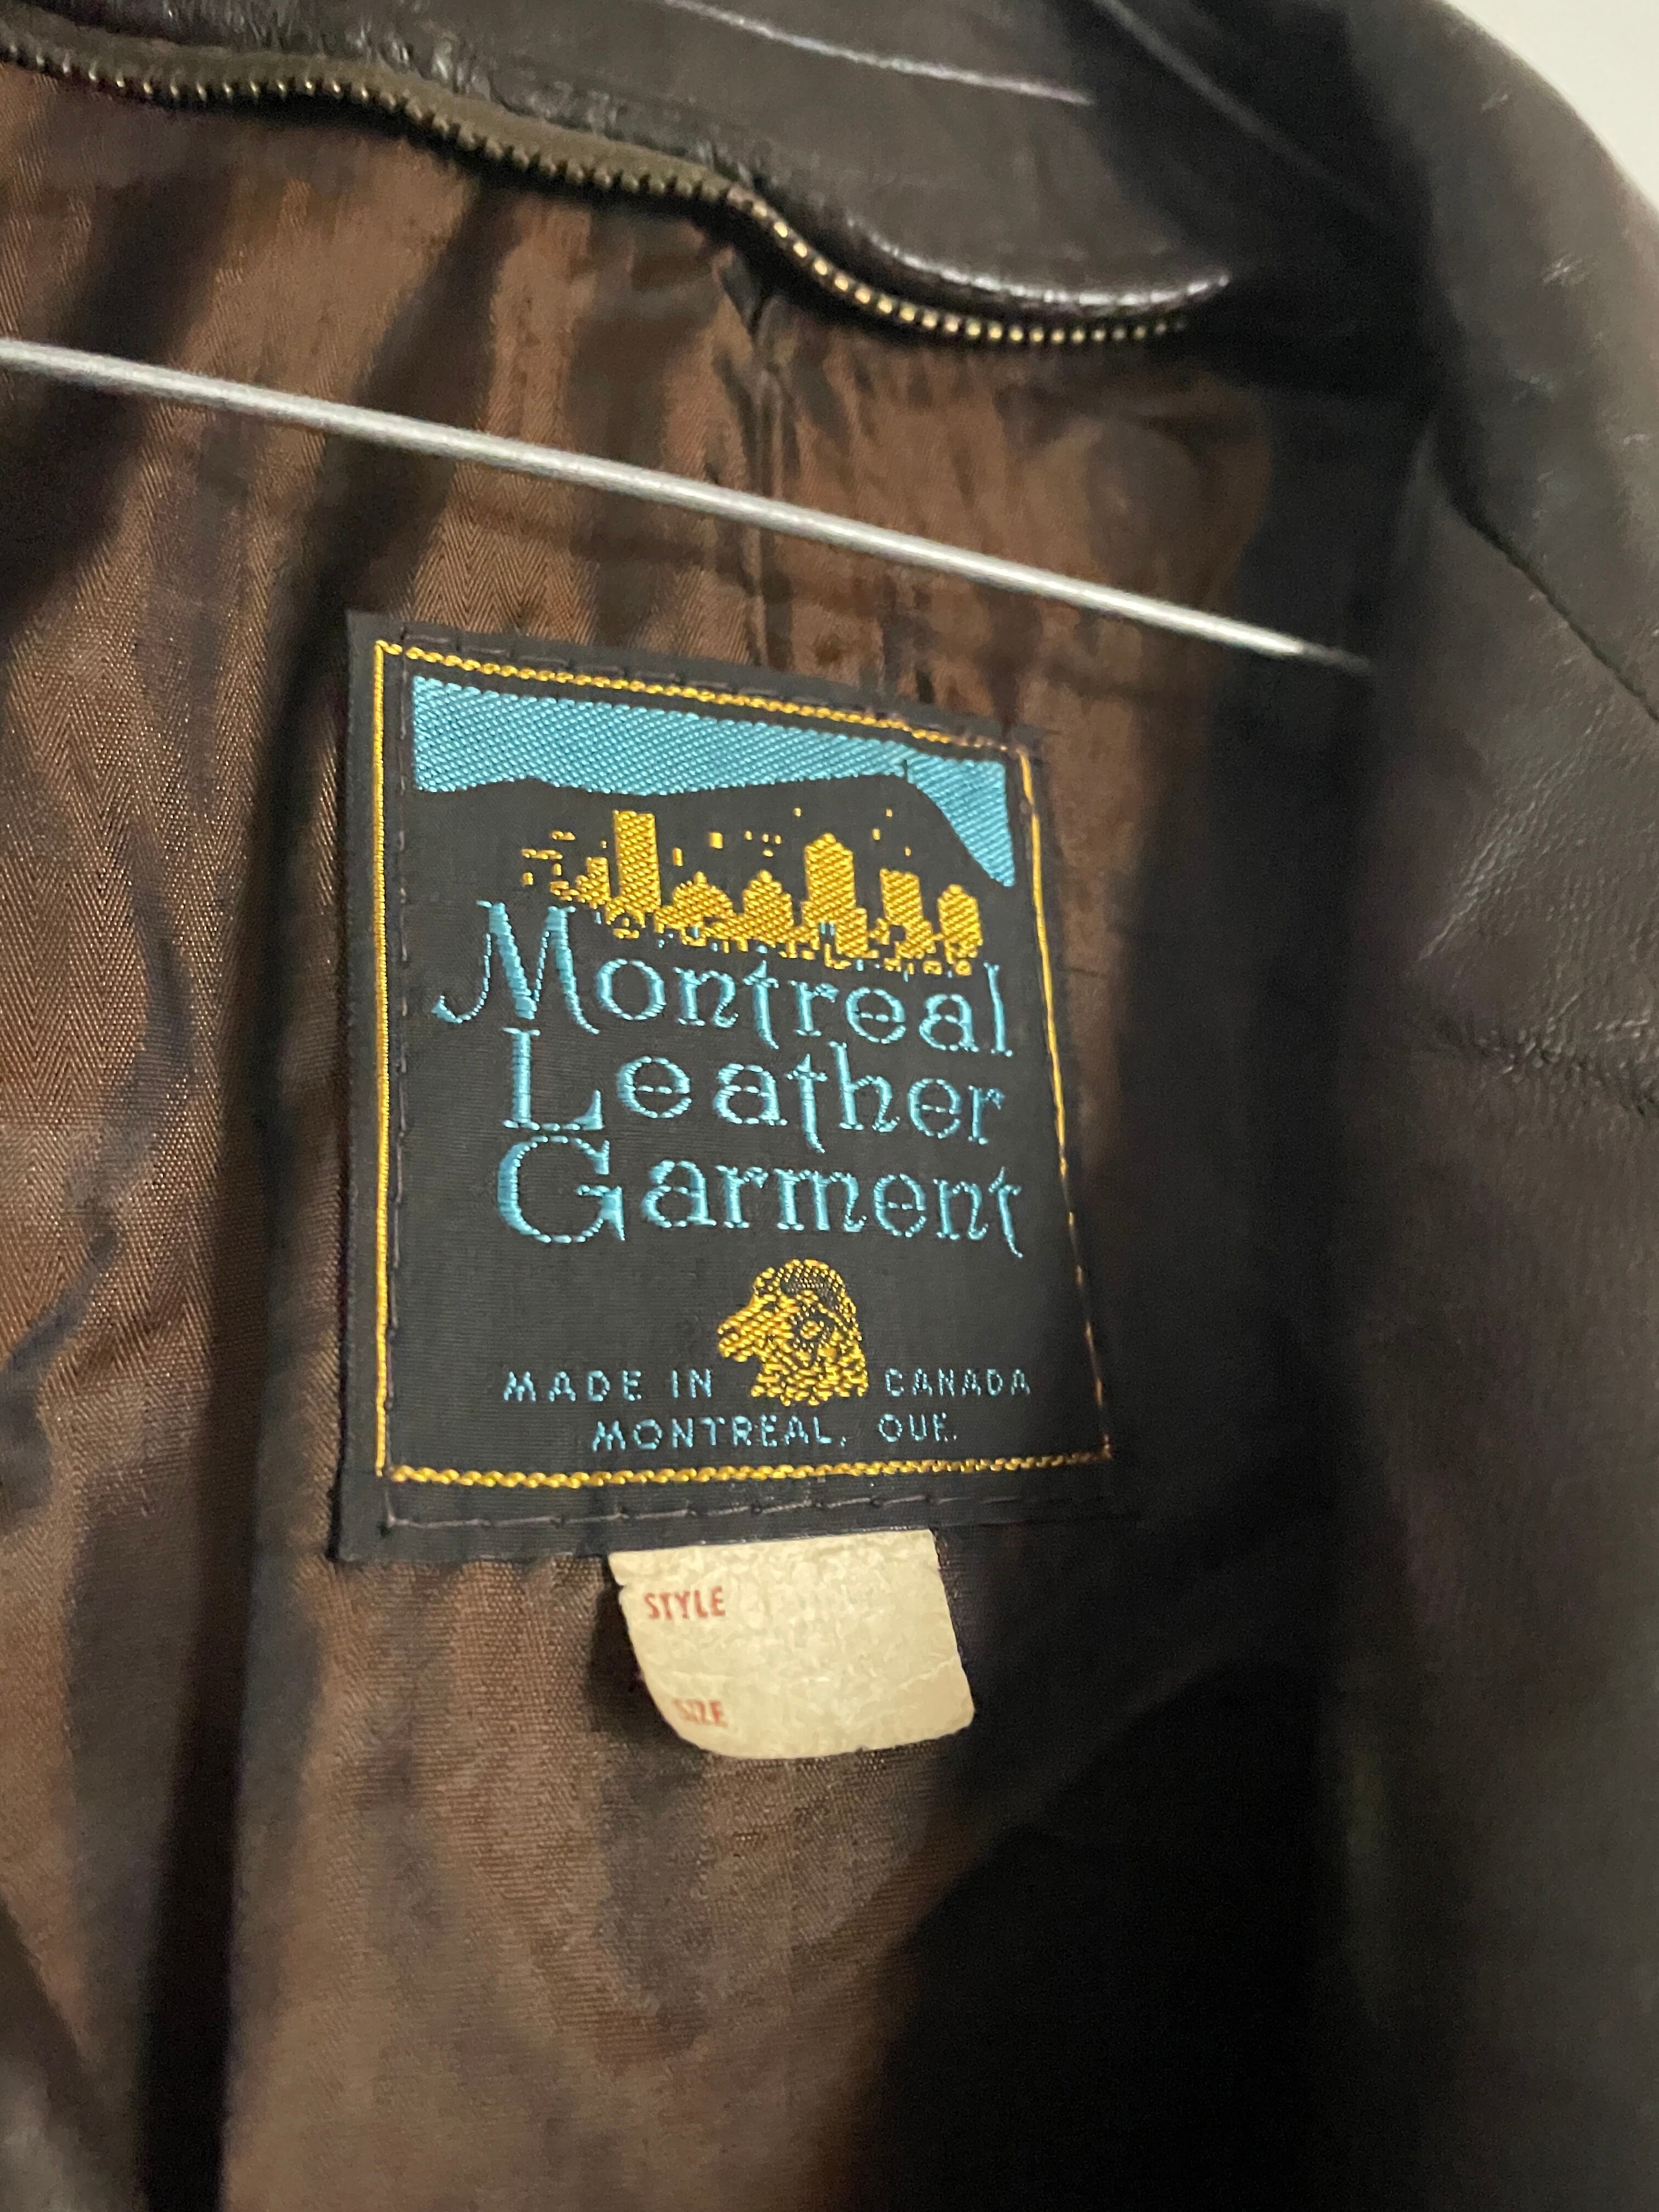 Montreal
Leather
Garment
MADE IN CANADA
MONTREAL, QUE.
STYLE
SIZE